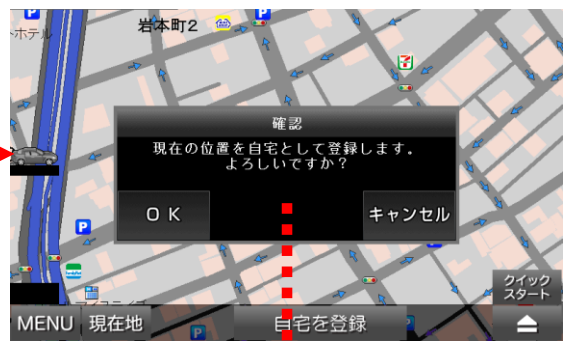 P
P
ホテル
岩本町2
7
確認
現在の位置を自宅として登録します。
よろしいですか？
OK
キャンセル
P
クイック
スタート
MENU
現在地
P
自宅を登録